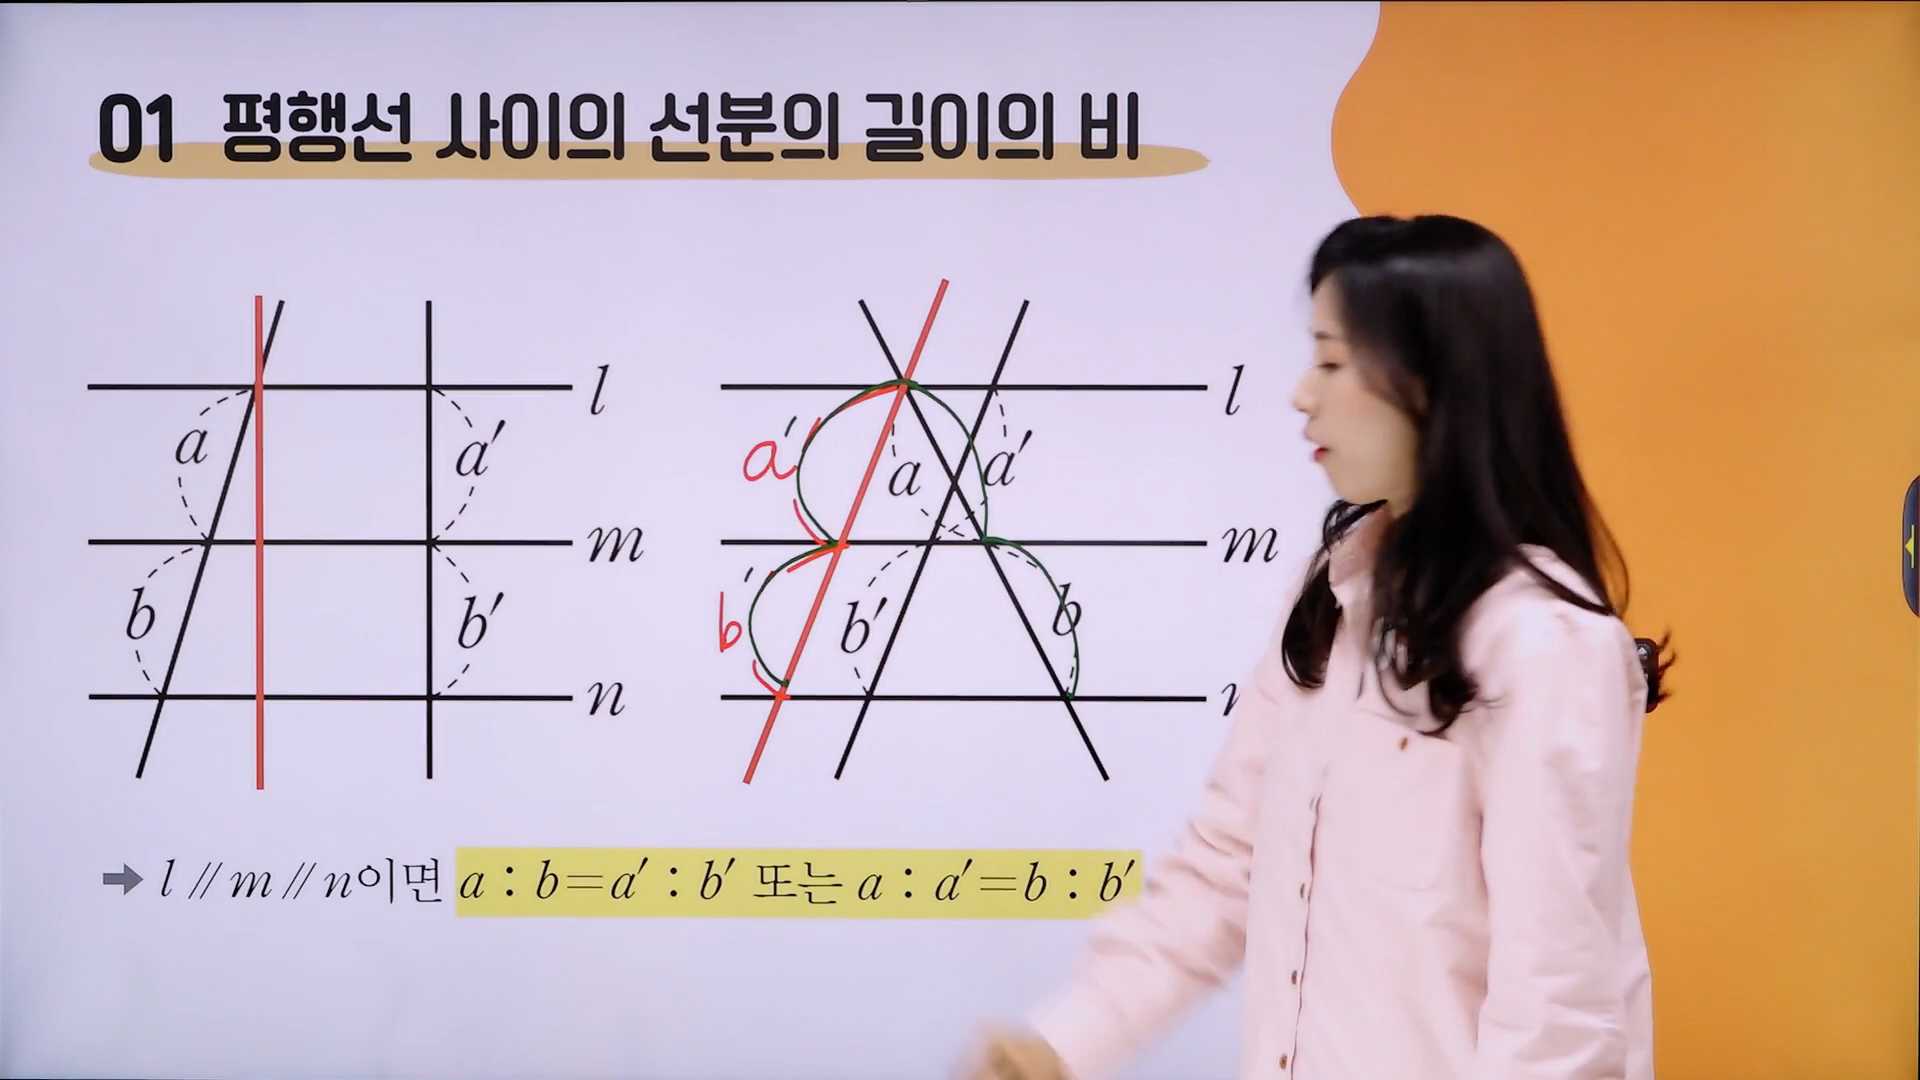 01 평행선 사이의 선분의 길이의 비
l
a
a′
m
b
b′
n
l
a′
a
a′
m
b′
b
b′
b
➡ l // m // n이면 a : b = a′ : b′ 또는 a : a′ = b : b′